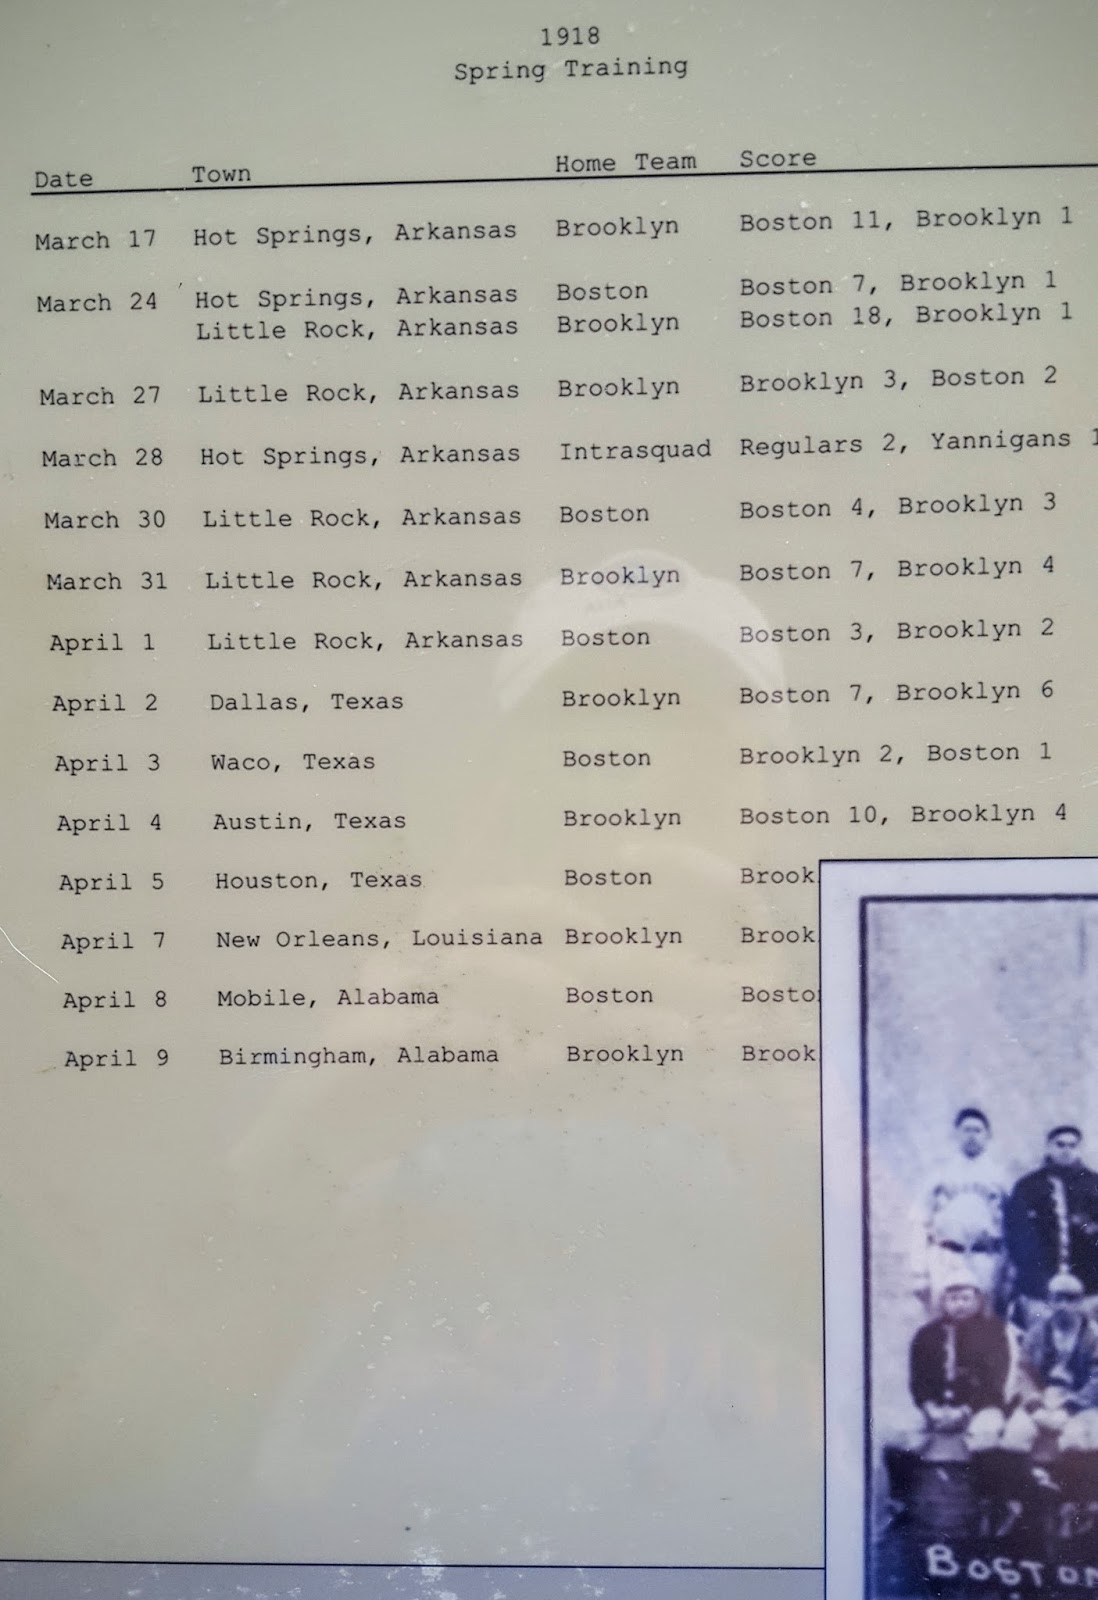 1918
Spring Training
Date Town Home Team Score
March 17 Hot Springs, Arkansas Brooklyn Boston 11, Brooklyn 1
March 24 Hot Springs, Arkansas Boston Boston 7, Brooklyn 1
Little Rock, Arkansas Brooklyn Boston 18, Brooklyn 1
March 27 Little Rock, Arkansas Brooklyn Brooklyn 3, Boston 2
March 28 Hot Springs, Arkansas Intrasquad Regulars 2, Yannigans 1
March 30 Little Rock, Arkansas Boston Boston 4, Brooklyn 3
March 31 Little Rock, Arkansas Brooklyn Boston 7, Brooklyn 4
April 1 Little Rock, Arkansas Boston Boston 3, Brooklyn 2
April 2 Dallas, Texas Brooklyn Boston 7, Brooklyn 6
April 3 Waco, Texas Boston Brooklyn 2, Boston 1
April 4 Austin, Texas Brooklyn Boston 10, Brooklyn 4
April 5 Houston, Texas Boston Brook
April 7 New Orleans, Louisiana Brooklyn Brook
April 8 Mobile, Alabama Boston Bosto
April 9 Birmingham, Alabama Brooklyn Brook
BOSTON